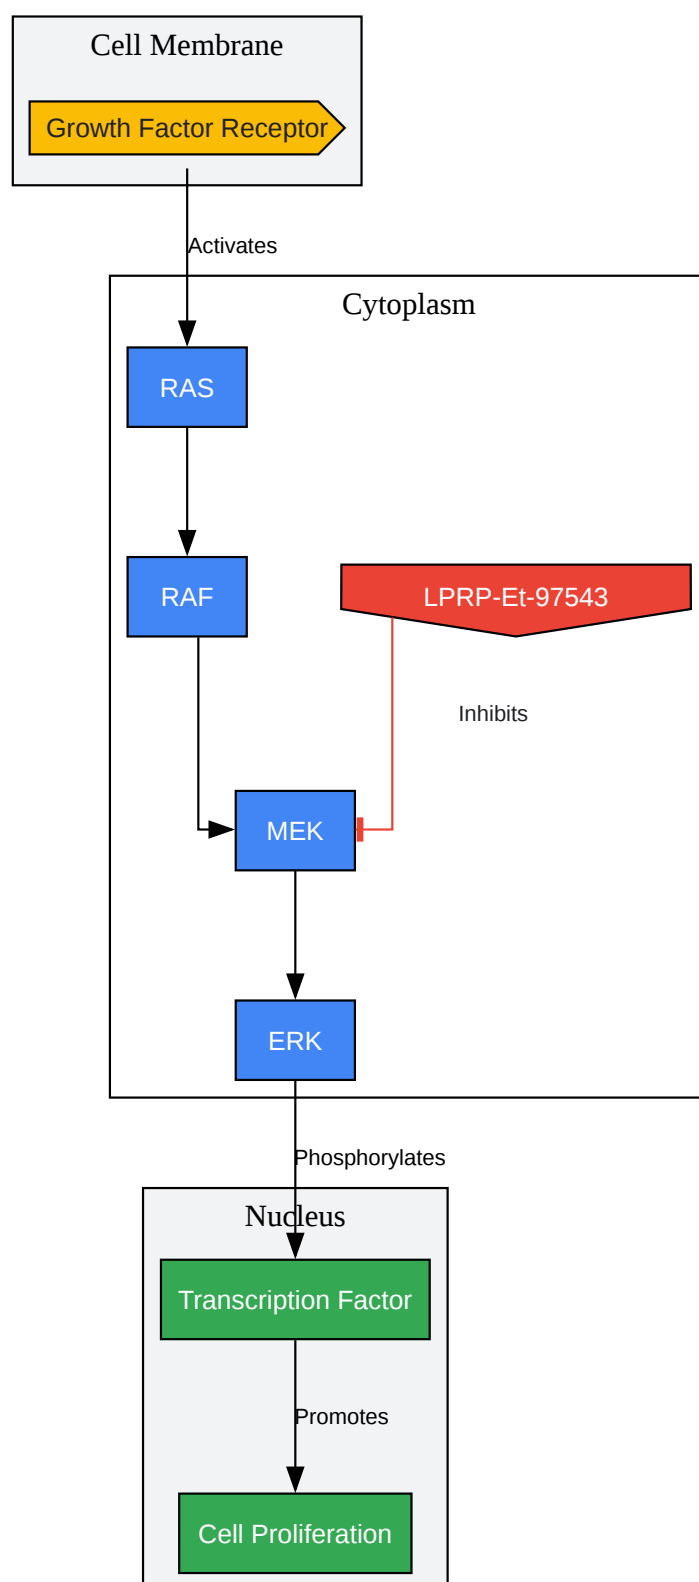 Cell Membrane
Growth Factor Receptor
Activates
Cytoplasm
RAS
RAF
LPRP-Et-97543
Inhibits
MEK
ERK
Phosphorylates
Nucleus
Transcription Factor
Promotes
Cell Proliferation